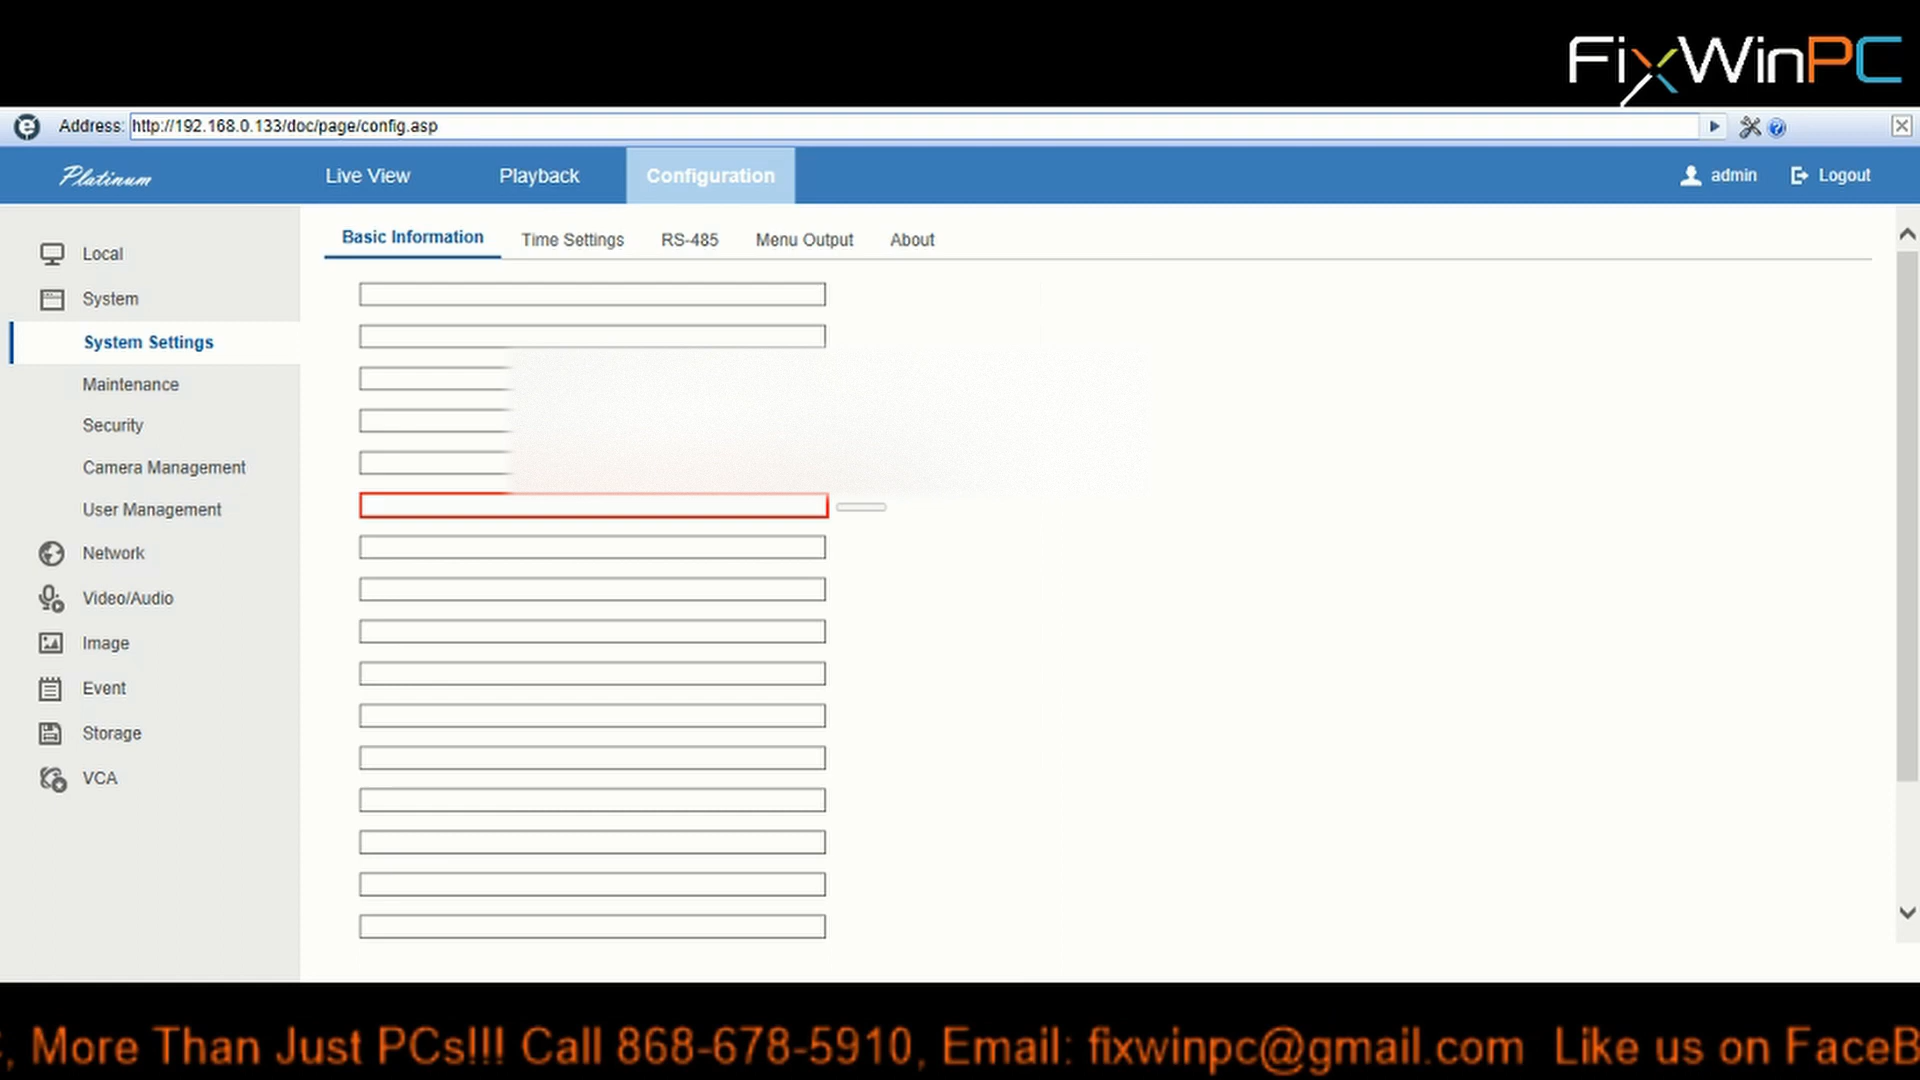 FixWinPC
Address: http://192.168.0.133/doc/page/config.asp
Platinum
Live View
Playback
Configuration
admin
Logout
Local
System
System Settings
Maintenance
Security
Camera Management
User Management
Network
Video/Audio
Image
Event
Storage
VCA
Basic Information
Time Settings
RS-485
Menu Output
About
, More Than Just PCs!!! Call 868-678-5910, Email: fixwinpc@gmail.com Like us on FaceB